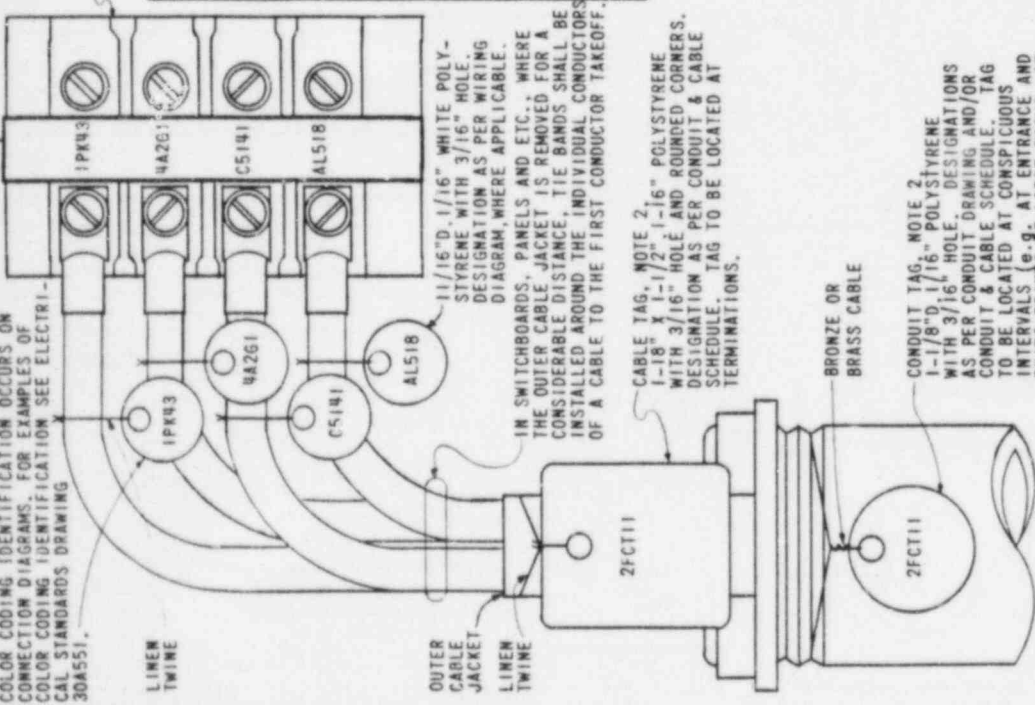 COLOR CODING IDENTIFICATION OCCURS ON
CONNECTION DIAGRAMS. FOR EXAMPLES OF
COLOR CODING IDENTIFICATION SEE ELECTRI-
CAL STANDARDS DRAWING
30A551.
1PK43
4A2G1
C5141
AL518
11/16"D. 1/16" WHITE POLY-
STYRENE WITH 3/16" HOLE.
DESIGNATION AS PER WIRING
DIAGRAM WHERE APPLICABLE.
LINEN
TWINE
1PK43
4A2G1
C5141
AL518
IN SWITCHBOARDS, PANELS AND ETC., WHERE
THE OUTER CABLE JACKET IS REMOVED FOR A
CONSIDERABLE DISTANCE, TIE BANDS SHALL BE
INSTALLED AROUND THE INDIVIDUAL CONDUCTORS
OF A CABLE TO THE FIRST CONDUCTOR TAKEOFF.
OUTER
CABLE
JACKET
LINEN
TWINE
CABLE TAG, NOTE 2,
1-18" X 1-1/2" 1-16" POLYSTYRENE
WITH 3/16" HOLE AND ROUNDED CORNERS.
DESIGNATION AS PER CONDUIT & CABLE
SCHEDULE. TAG TO BE LOCATED AT
TERMINATIONS.
2FCT11
BRONZE OR
BRASS CABLE
CONDUIT TAG, NOTE 2,
1-1/8"D 1/16" POLYSTYRENE
WITH 3/16" HOLE. DESIGNATIONS
AS PER CONDUIT DRAWING AND/OR
CONDUIT & CABLE SCHEDULE. TAG
TO BE LOCATED AT CONSPICUOUS
INTERVALS (e.g. AT ENTRANCE AND
2FCT11